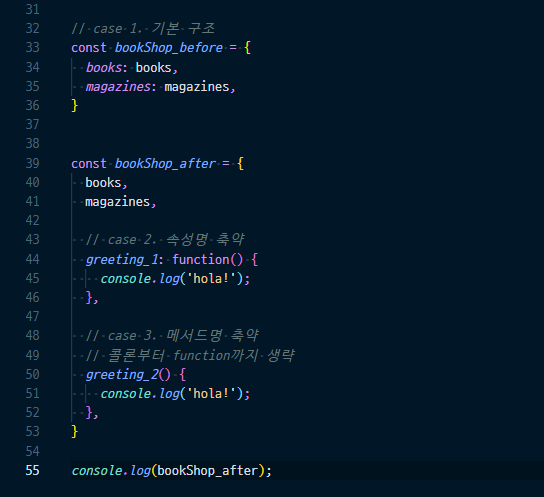 31
32 // case 1. 기본 구조
33 const bookShop_before = {
34 books: books,
35 magazines: magazines,
36 }
37
38
39 const bookShop_after = {
40 books,
41 magazines,
42
43 // case 2. 속성명 축약
44 greeting_1: function() {
45 console.log('hola!');
46 },
47
48 // case 3. 메서드명 축약
49 // 콜론부터 function까지 생략
50 greeting_2() {
51 console.log('hola!');
52 },
53 }
54
55 console.log(bookShop_after);